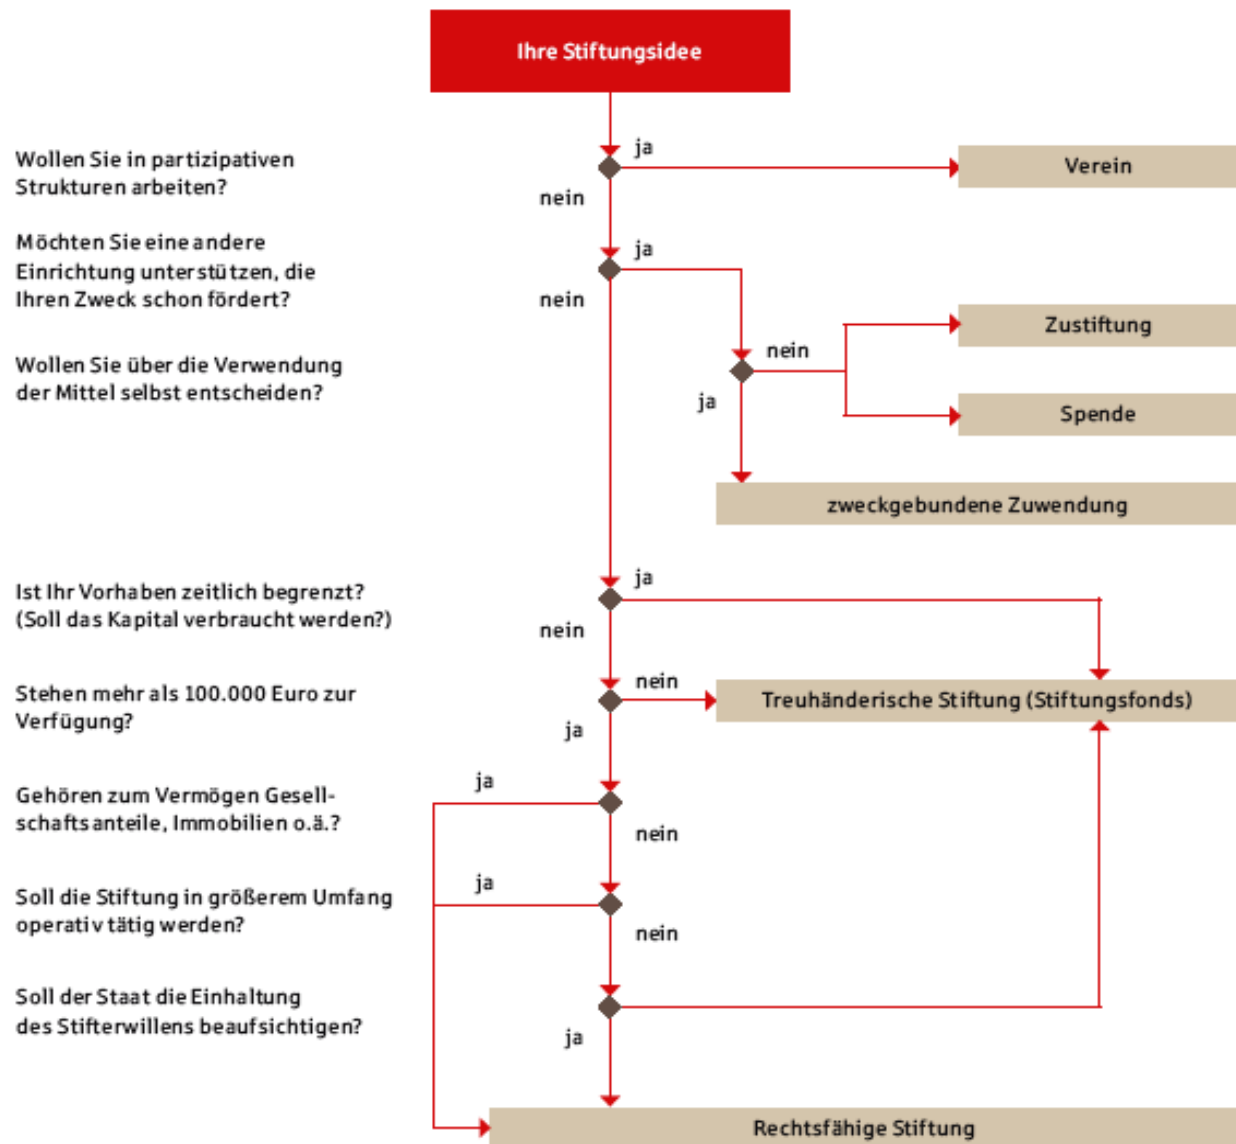 Ihre Stiftungsidee
ja
Wollen Sie in partizipativen
Strukturen arbeiten?
Verein
nein
Möchten Sie eine andere
Einrichtung unterstützen, die
Ihren Zweck schon fördert?
ja
nein
Zustiftung
Wollen Sie über die Verwendung
der Mittel selbst entscheiden?
nein
ja
Spende
zweckgebundene Zuwendung
Ist Ihr Vorhaben zeitlich begrenzt?
(Soll das Kapital verbraucht werden?)
ja
nein
Stehen mehr als 100.000 Euro zur
Verfügung?
nein
Treuhänderische Stiftung (Stiftungsfonds)
ja
Gehören zum Vermögen Gesell-
schaftsanteile, Immobilien o.ä.?
ja
nein
Soll die Stiftung in größerem Umfang
operativ tätig werden?
ja
nein
Soll der Staat die Einhaltung
des Stifterwillens beaufsichtigen?
ja
Rechtsfähige Stiftung